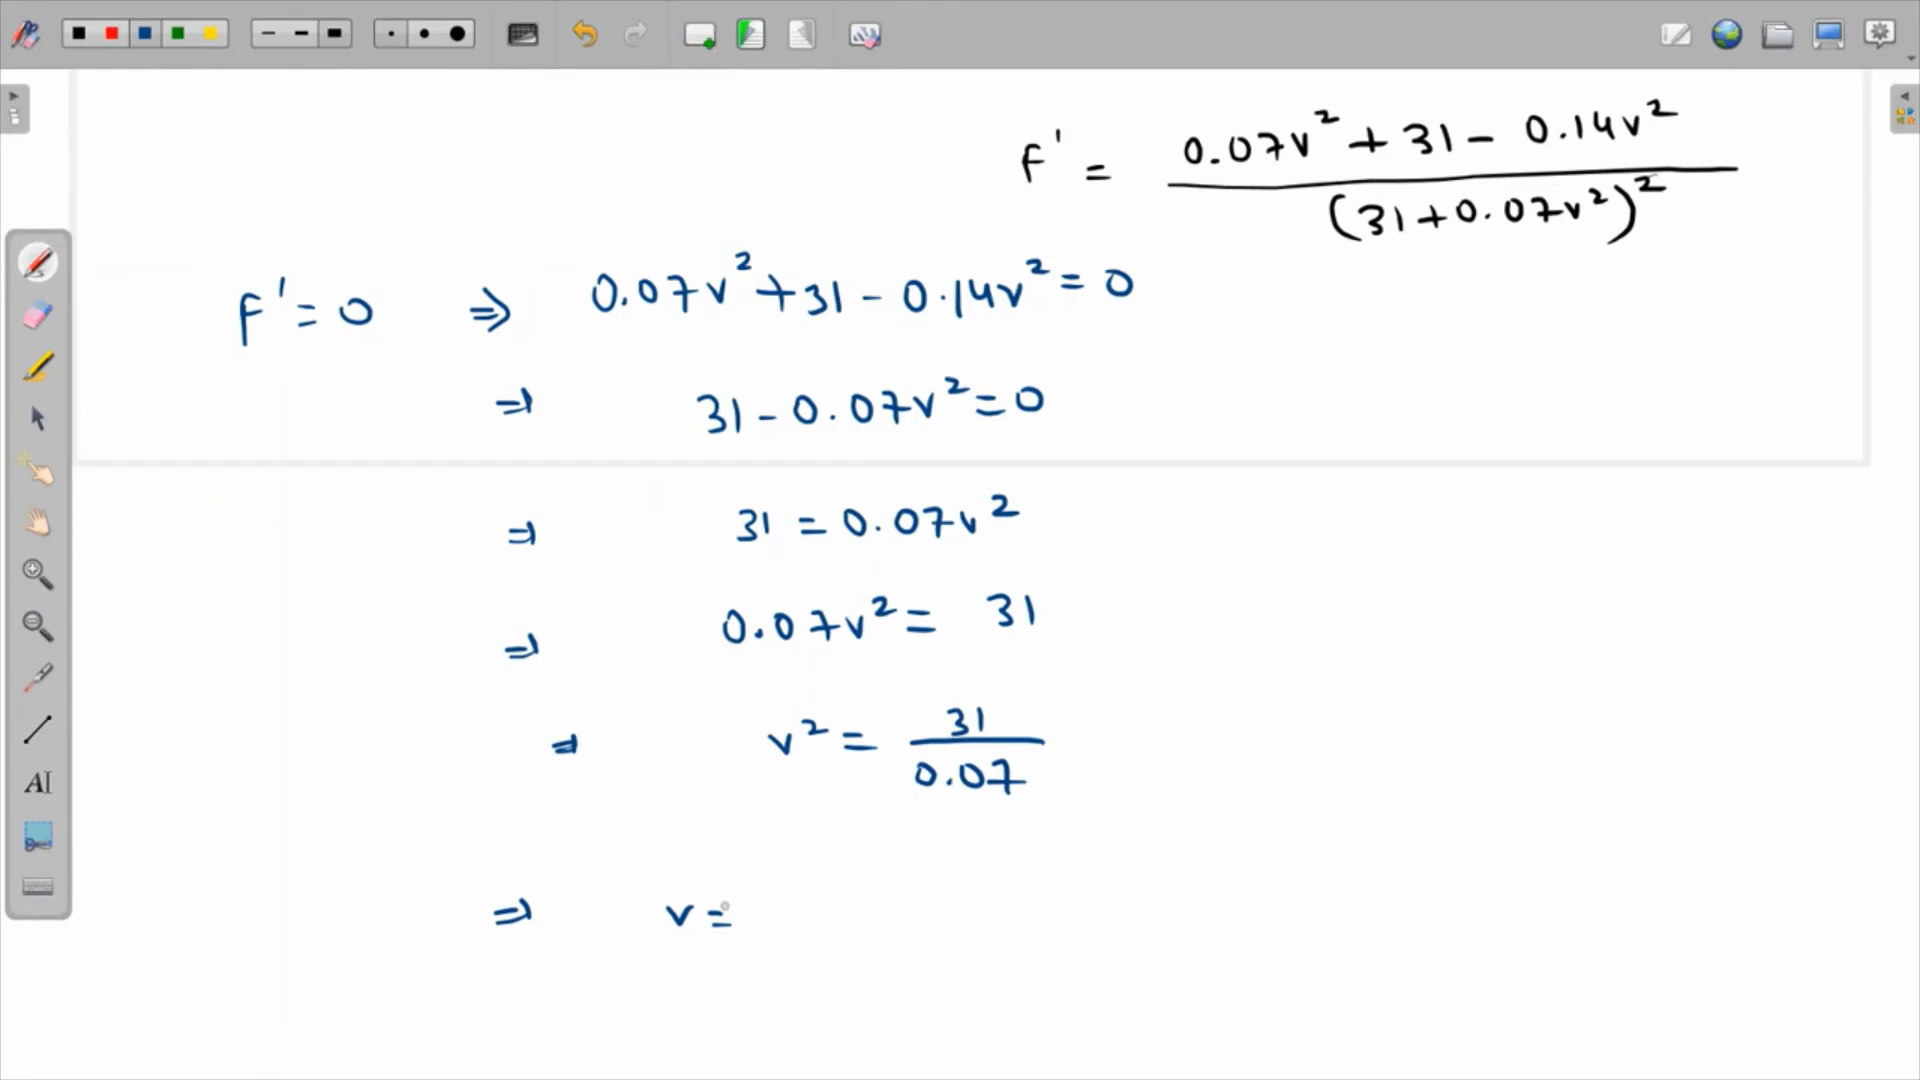 F' = 0.07v² + 31 - 0.14v² / (31 + 0.07v²)²
F' = 0 ⇒ 0.07v² + 31 - 0.14v² = 0
⇒ 31 - 0.07v² = 0
⇒ 31 = 0.07v²
⇒ 0.07v² = 31
⇒ v² = 31 / 0.07
⇒ v =
AI